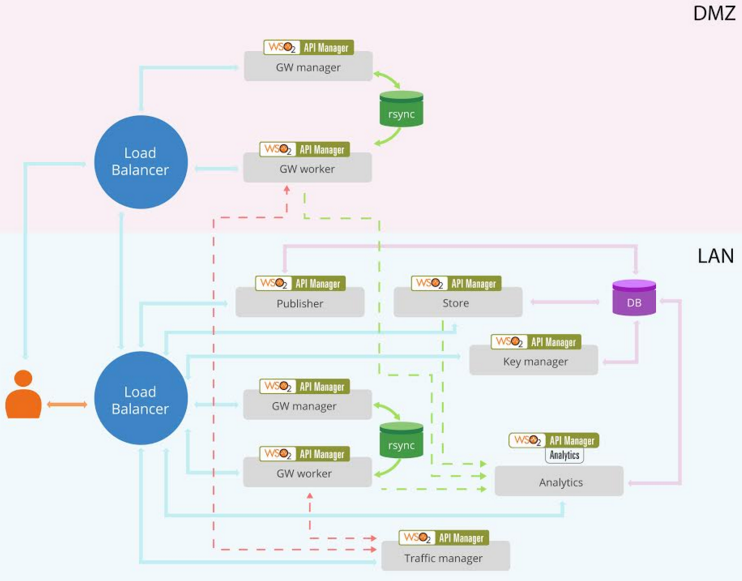 DMZ
WSO2 API Manager
GW manager
rsync
Load
Balancer
WSO2 API Manager
GW worker
LAN
WSO2 API Manager
Publisher
WSO2 API Manager
Store
DB
WSO2 API Manager
Key manager
Load
Balancer
WSO2 API Manager
GW manager
rsync
WSO2 API Manager
GW worker
WSO2 API Manager
Analytics
Analytics
WSO2 API Manager
Traffic manager